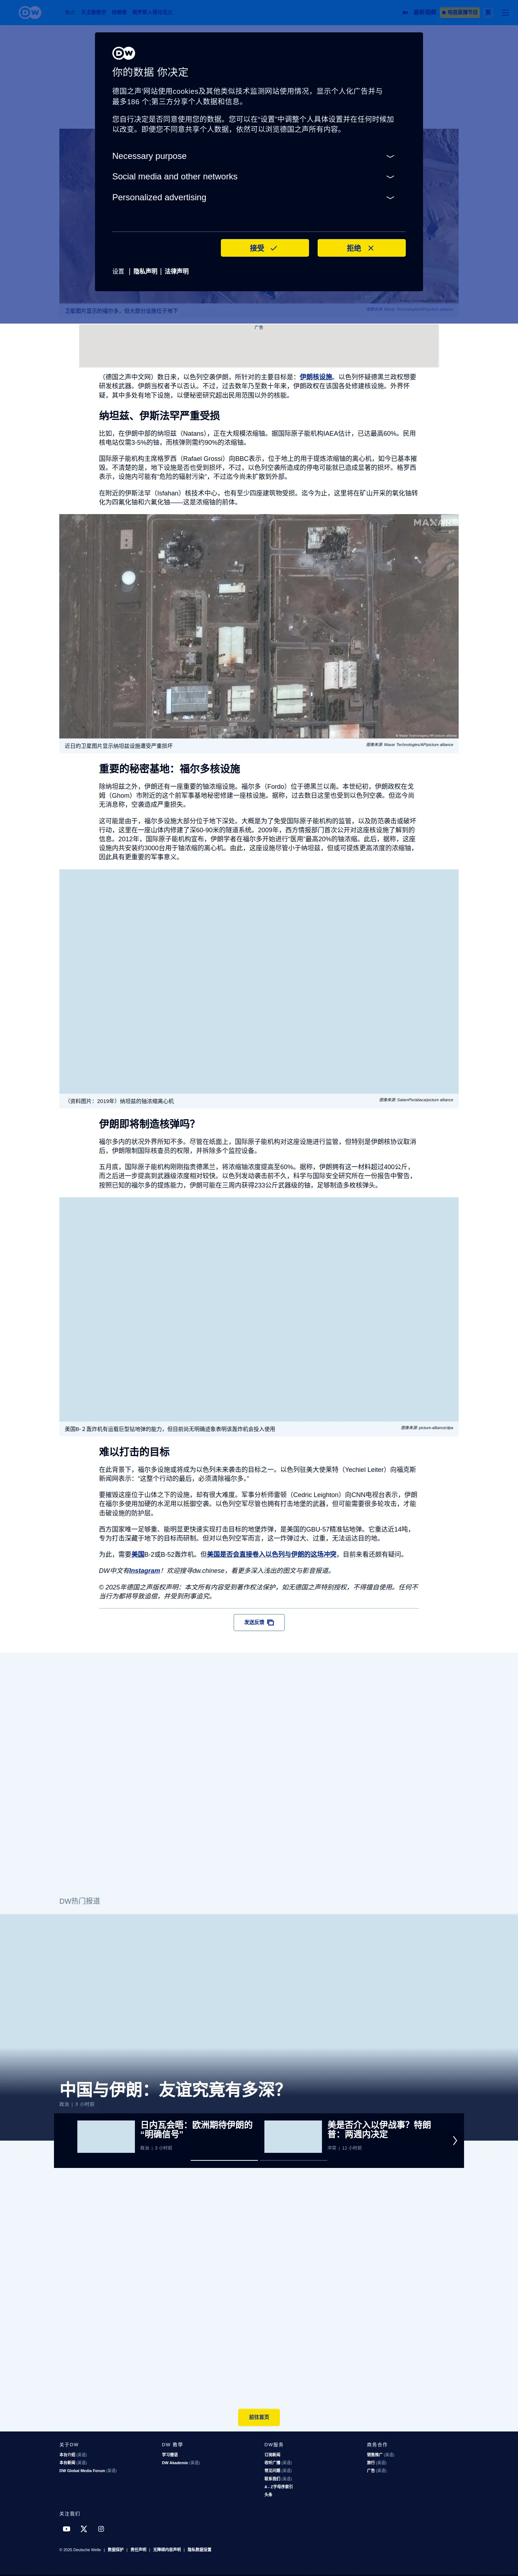 DW
你的数据 你决定
德国之声'网站使用cookies及其他类似技术监测网站使用情况，显示个人化广告并与
最多186 个;第三方分享个人数据和信息。
您自行决定是否同意使用您的数据。您可以在"设置"中调整个人具体设置并在任何时候加
以改变。即便您不同意共享个人数据，依然可以浏览德国之声所有内容。
Necessary purpose
Social media and other networks
Personalized advertising
接受
拒绝
设置 | 隐私声明 | 法律声明
卫星图片显示的福尔多，但大部分设施位于地下
广告
（德国之声中文网）数日来，以色列空袭伊朗，所针对的主要目标是：伊朗核设施。以色列怀疑德黑兰政权想要
研发核武器。伊朗当权者予以否认。不过，过去数年乃至数十年来，伊朗政权在该国各处修建核设施。外界怀
疑，其中多处有地下设施，以便秘密研究超出民用范围以外的核能。
纳坦兹、伊斯法罕严重受损
比如，在伊朗中部的纳坦兹（Natans），正在大规模浓缩铀。据国际原子能机构IAEA估计，已达最高60%。民用
核电站仅需3-5%的铀，而核弹则需约90%的浓缩铀。
国际原子能机构主席格罗西（Rafael Grossi）向BBC表示，位于地上的用于提炼浓缩铀的离心机，如今已基本摧
毁。不清楚的是，地下设施是否也受到损坏，不过，以色列空袭所造成的停电可能就已造成显著的损坏。格罗西
表示，设施内可能有"危险的辐射污染"，不过迄今尚未扩散到外部。
在附近的伊斯法罕（Isfahan）核技术中心，也有至少四座建筑物受损。迄今为止，这里将在矿山开采的氧化铀转
化为四氟化铀和六氟化铀——这是浓缩铀的前体。
MAXAR
© Maxar Technologies/AP/picture alliance
近日的卫星图片显示纳坦兹设施遭受严重损坏
图像来源: Maxar Technologies/AP/picture alliance
重要的秘密基地：福尔多核设施
除纳坦兹之外，伊朗还有一座重要的铀浓缩设施。福尔多（Fordo）位于德黑兰以南。本世纪初，伊朗政权在戈
姆（Ghom）市附近的这个前军事基地秘密修建一座核设施。据称，过去数日这里也受到以色列空袭。但迄今尚
无消息称，空袭造成严重损失。
这可能是由于，福尔多设施大部分位于地下深处。大概是为了免受国际原子能机构的监管，以及防范袭击或破坏
行动，这里在一座山体内修建了深60-90米的隧道系统。2009年，西方情报部门首次公开对这座核设施了解到的
信息。2012年，国际原子能机构宣布，伊朗学者在福尔多开始进行"医用"最高20%的铀浓缩。此后，据称，这座
设施内共安装约3000台用于铀浓缩的离心机。由此，这座设施尽管小于纳坦兹，但或可提炼更高浓度的浓缩铀，
因此具有更重要的军事意义。
（资料图片：2019年）纳坦兹的铀浓缩离心机
图像来源: SalamPix/abaca/picture alliance
伊朗即将制造核弹吗？
福尔多内的状况外界所知不多。尽管在纸面上，国际原子能机构对这座设施进行监管，但特别是伊朗核协议取消
后，伊朗限制国际核查员的权限，并拆除多个监控设备。
五月底，国际原子能机构刚刚指责德黑兰，将浓缩铀浓度提高至60%。据称，伊朗拥有这一材料超过400公斤，
而之后进一步提高到武器级浓度相对较快。以色列发动袭击前不久，科学与国际安全研究所在一份报告中警告，
按照已知的福尔多的提炼能力，伊朗可能在三周内获得233公斤武器级的铀，足够制造多枚核弹头。
美国B-２轰炸机有运载巨型钻地弹的能力，但目前尚无明确迹象表明该轰炸机会投入使用
图像来源: picture-alliance/dpa
难以打击的目标
在此背景下，福尔多设施或将成为以色列未来袭击的目标之一。以色列驻美大使莱特（Yechiel Leiter）向福克斯
新闻网表示："这整个行动的最后，必须清除福尔多。"
要摧毁这座位于山体之下的设施，却有很大难度。军事分析师雷顿（Cedric Leighton）向CNN电视台表示，伊朗
在福尔多使用加硬的水泥用以抵御空袭。以色列空军尽管也拥有打击地堡的武器，但可能需要很多轮攻击，才能
击破设施的防护层。
西方国家唯一足够重、能明显更快速实现打击目标的地堡炸弹，是美国的GBU-57精准钻地弹。它重达近14吨，
专为打击深藏于地下的目标而研制。但对以色列空军而言，这一炸弹过大、过重，无法运出远日的地。
为此，需要美国B-2或B-52轰炸机。但美国是否会直接卷入以色列与伊朗的这场冲突，目前来看还颇有疑问。
DW中文有Instagram！欢迎搜寻dw.chinese，看更多深入浅出的图文与影音报道。
© 2025年德国之声版权声明：本文所有内容受到著作权法保护，如无德国之声特别授权，不得擅自使用。任何不
当行为都将导致追偿，并受到刑事追究。
发送反馈
DW热门报道
中国与伊朗：友谊究竟有多深？
政治 | 3 小时前
日内瓦会晤：欧洲期待伊朗的
"明确信号"
政治 | 3 小时前
美是否介入以伊战事？特朗
普：两週内决定
冲突 | 12 小时前
前往首页
关于DW
本台介绍 (英语)
本台新闻 (英语)
DW Global Media Forum (英语)
DW 教学
学习德语
DW Akademie (英语)
DW服务
订阅新闻
收听广播 (英语)
常见问题 (英语)
联系我们 (英语)
A - Z字母序索引
头条
商务合作
销售推广 (英语)
旅行 (英语)
广告 (英语)
关注我们
© 2025 Deutsche Welle | 数据保护 | 责任声明 | 无障碍内容声明 | 隐私数据设置